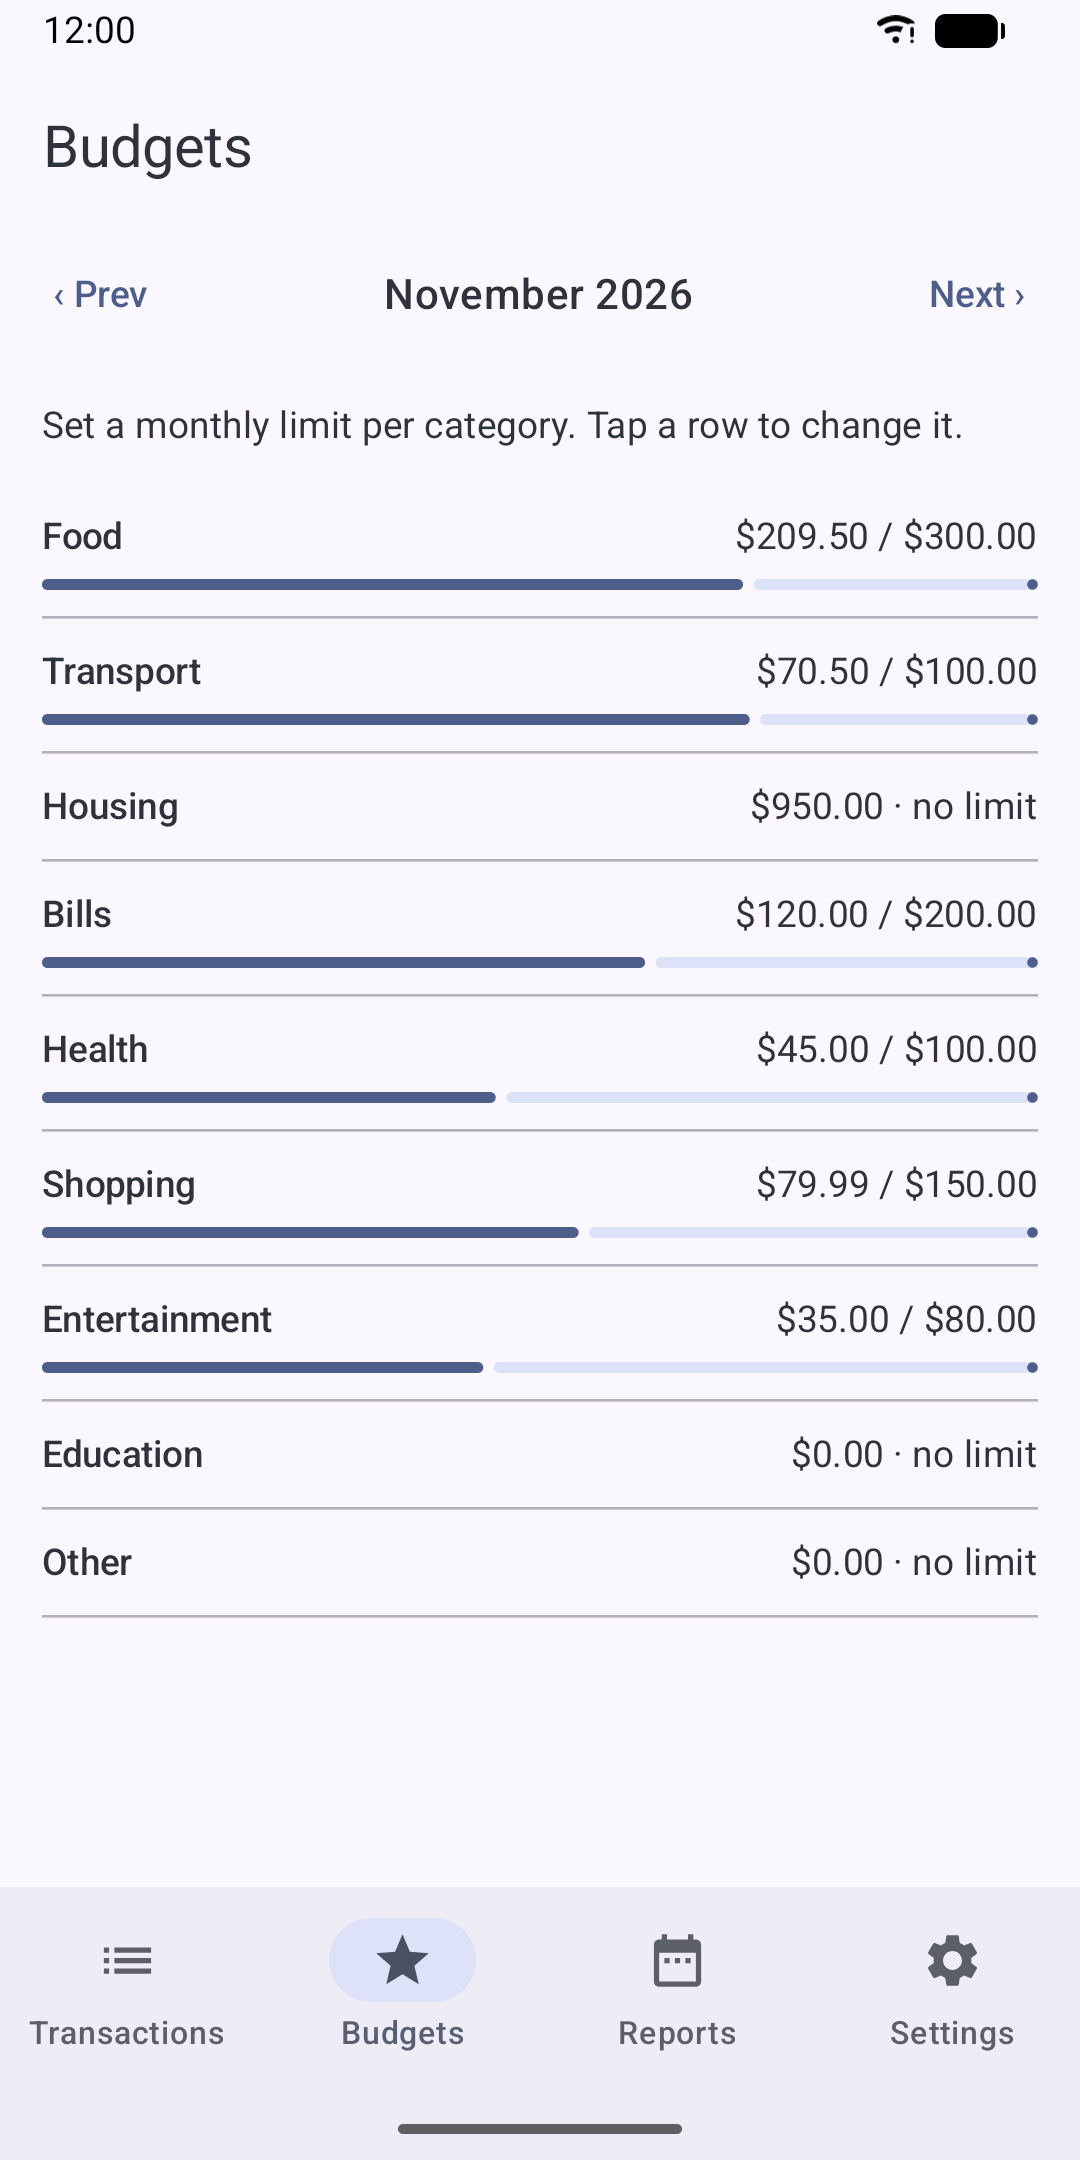 12:00
Budgets
‹ Prev November 2026 Next ›
Set a monthly limit per category. Tap a row to change it.
Food $209.50 / $300.00
Transport $70.50 / $100.00
Housing $950.00 · no limit
Bills $120.00 / $200.00
Health $45.00 / $100.00
Shopping $79.99 / $150.00
Entertainment $35.00 / $80.00
Education $0.00 · no limit
Other $0.00 · no limit
Transactions Budgets Reports Settings